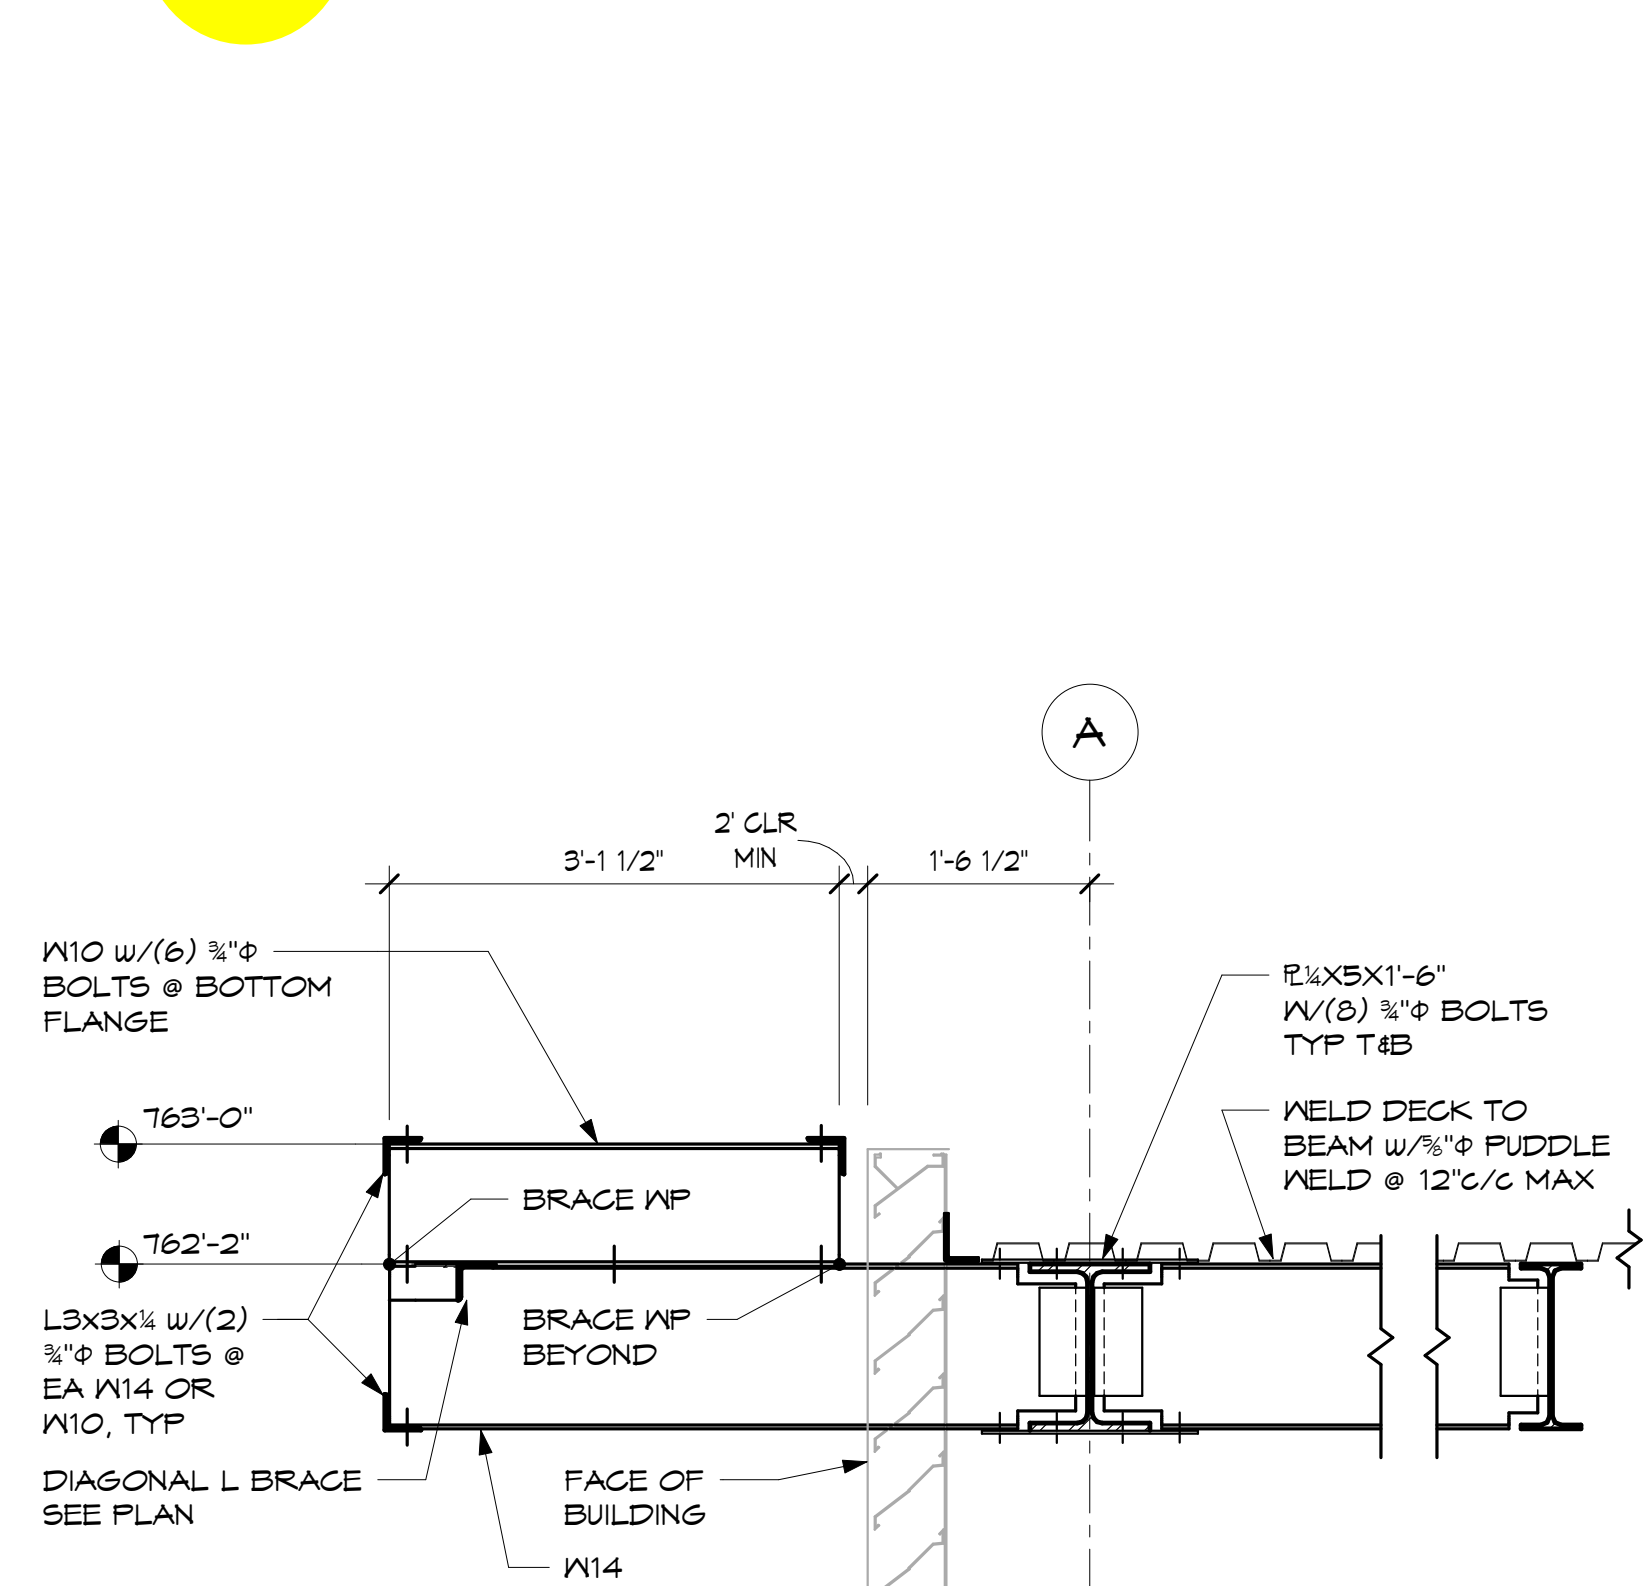 A
2' CLR
MIN
3'-1 1/2"
1'-6 1/2"
W10 w/(6) ¾"Φ
BOLTS @ BOTTOM
FLANGE
℄¼X5X1'-6"
W/(8) ¾"Φ BOLTS
TYP T&B
763'-0"
WELD DECK TO
BEAM w/⅝"Φ PUDDLE
WELD @ 12"c/c MAX
BRACE WP
762'-2"
L3x3x¼ w/(2)
¾"Φ BOLTS @
EA W14 OR
W10, TYP
BRACE WP
BEYOND
DIAGONAL L BRACE
SEE PLAN
FACE OF
BUILDING
W14